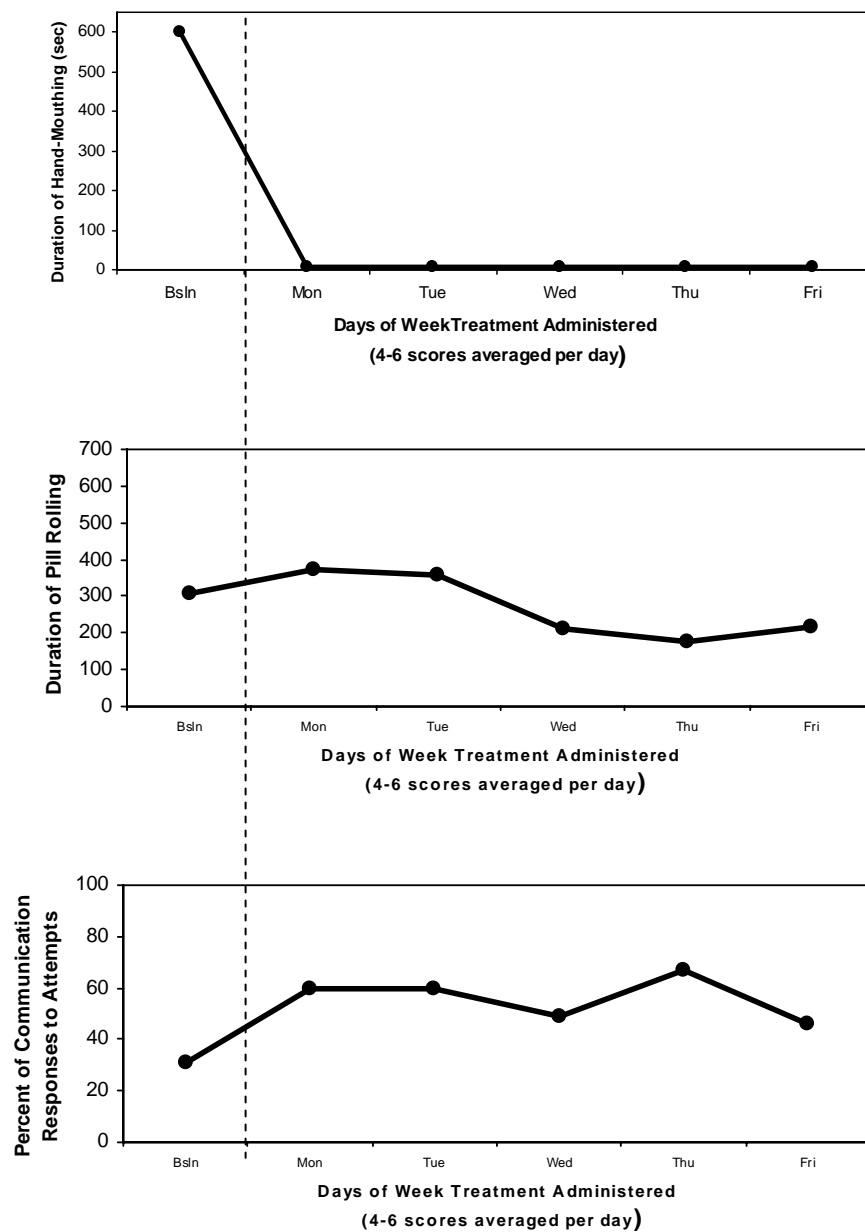 600
500
400
300
200
100
0
Duration of Hand-Mouthing (sec)
Bsln Mon Tue Wed Thu Fri
Days of WeekTreatment Administered
(4-6 scores averaged per day)
700
600
500
400
300
200
100
0
Duration of Pill Rolling
Bsln Mon Tue Wed Thu Fri
Days of Week Treatment Administered
(4-6 scores averaged per day)
100
80
60
40
20
0
Percent of Communication
Responses to Attempts
Bsln Mon Tue Wed Thu Fri
Days of Week Treatment Administered
(4-6 scores averaged per day)